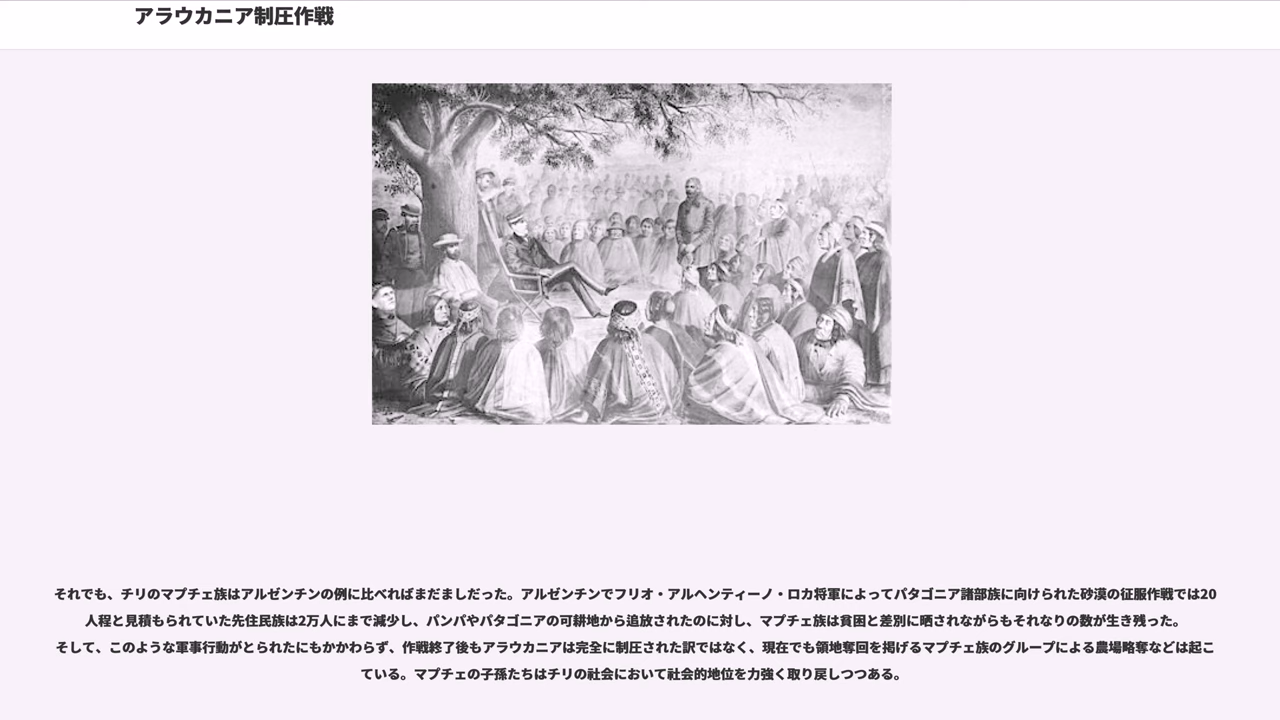 アラウカニア制圧作戦
それでも、チリのマプチェ族はアルゼンチンの例に比べればまだましだった。アルゼンチンでフリオ・アルヘンティーノ・ロカ将軍によってパタゴニア諸部族に向けられた砂漠の征服作戦では20
人程と見積もられていた先住民族は2万人にまで減少し、パンパやパタゴニアの可耕地から追放されたのに対し、マプチェ族は貧困と差別に晒されながらもそれなりの数が生き残った。
そして、このような軍事行動がとられたにもかかわらず、作戦終了後もアラウカニアは完全に制圧された訳ではなく、現在でも領地奪回を掲げるマプチェ族のグループによる農場略奪などは起こ
ている。マプチェの子孫たちはチリの社会において社会的地位を力強く取り戻しつつある。